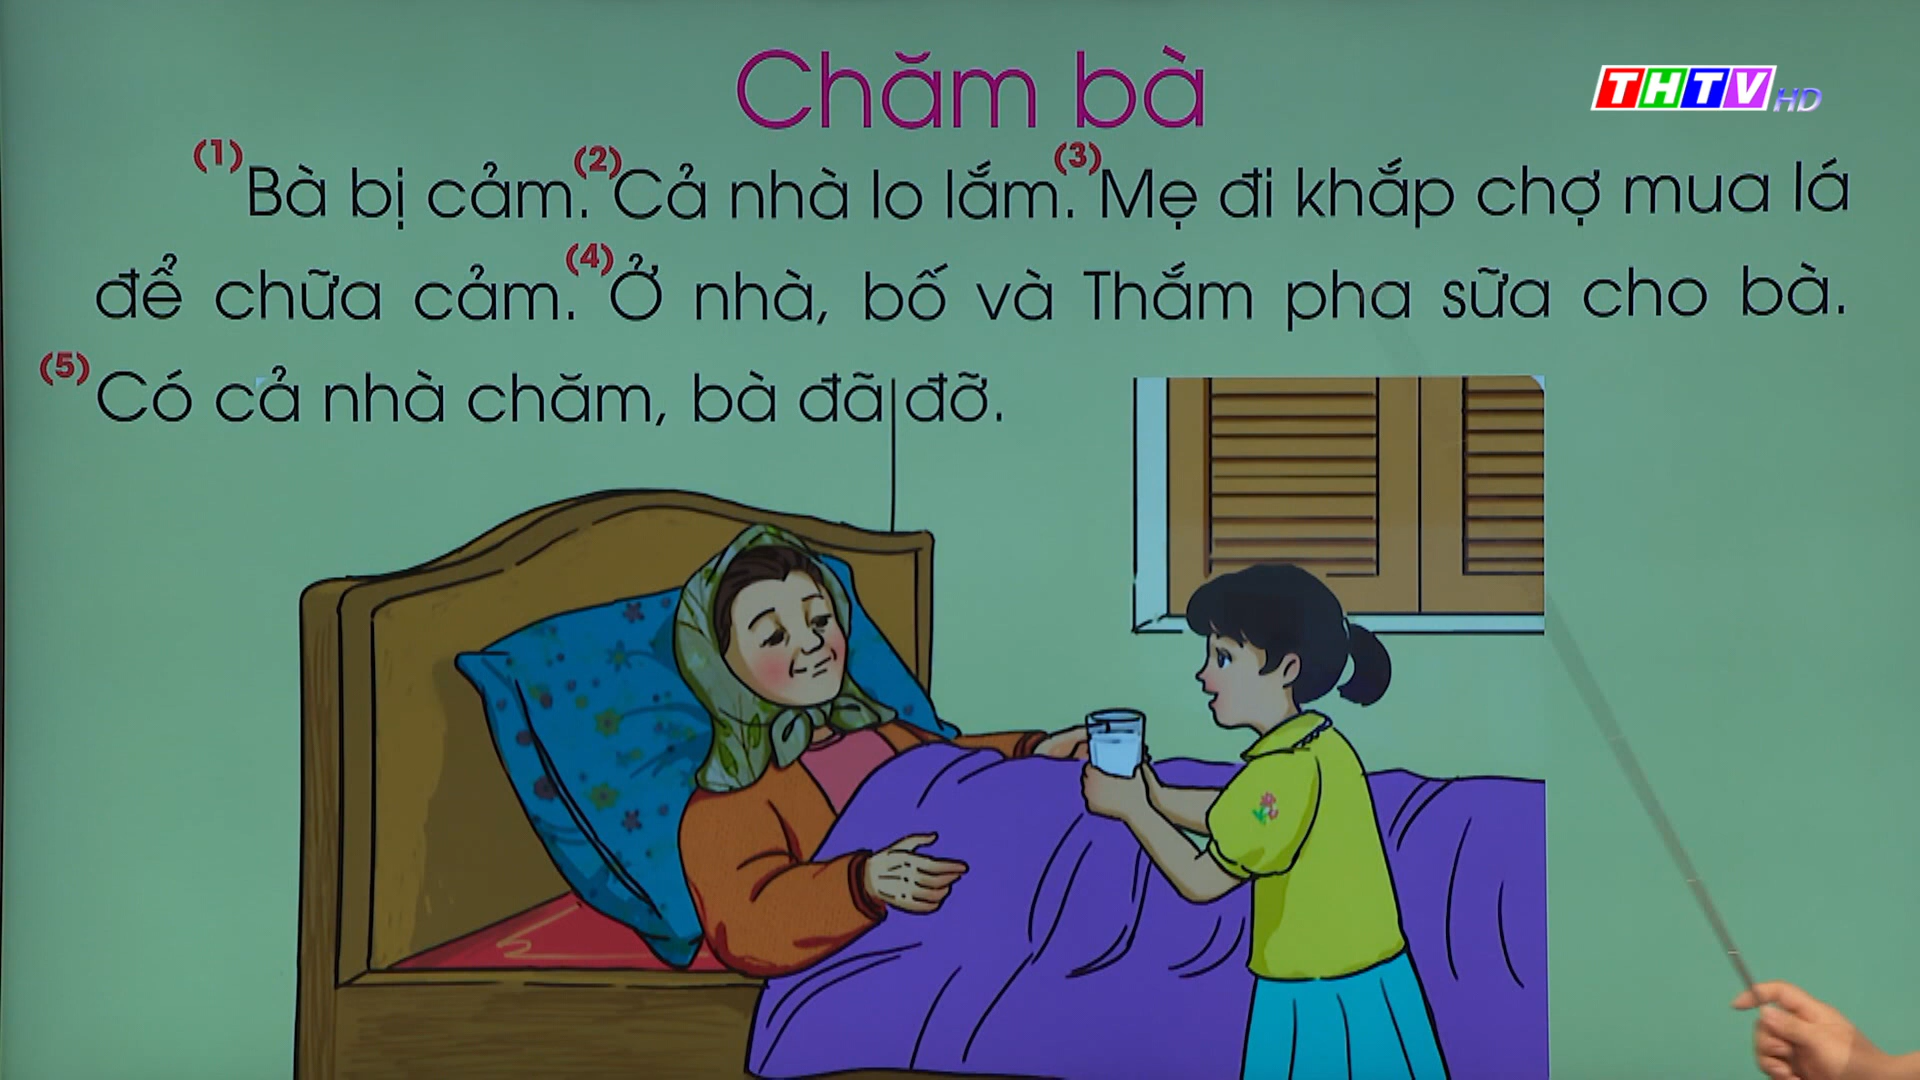 Chăm bà
THTV HD
(1) Bà bị cảm. (2) Cả nhà lo lắm. (3) Mẹ đi khắp chợ mua lá
để chữa cảm. (4) Ở nhà, bố và Thắm pha sữa cho bà.
(5) Có cả nhà chăm, bà đã đỡ.